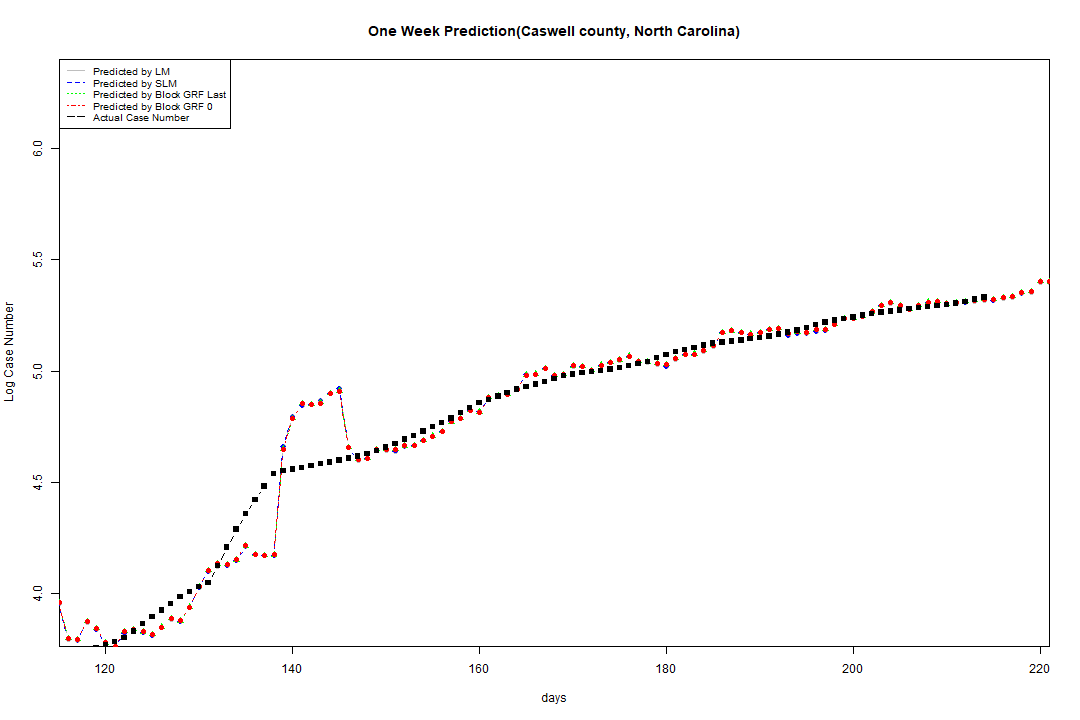 One Week Prediction(Caswell county, North Carolina)
Predicted by LM
Predicted by SLM
Predicted by Block GRF Last
Predicted by Block GRF 0
Actual Case Number
6.0
5.5
5.0
4.5
4.0
Log Case Number
120 140 160 180 200 220
days